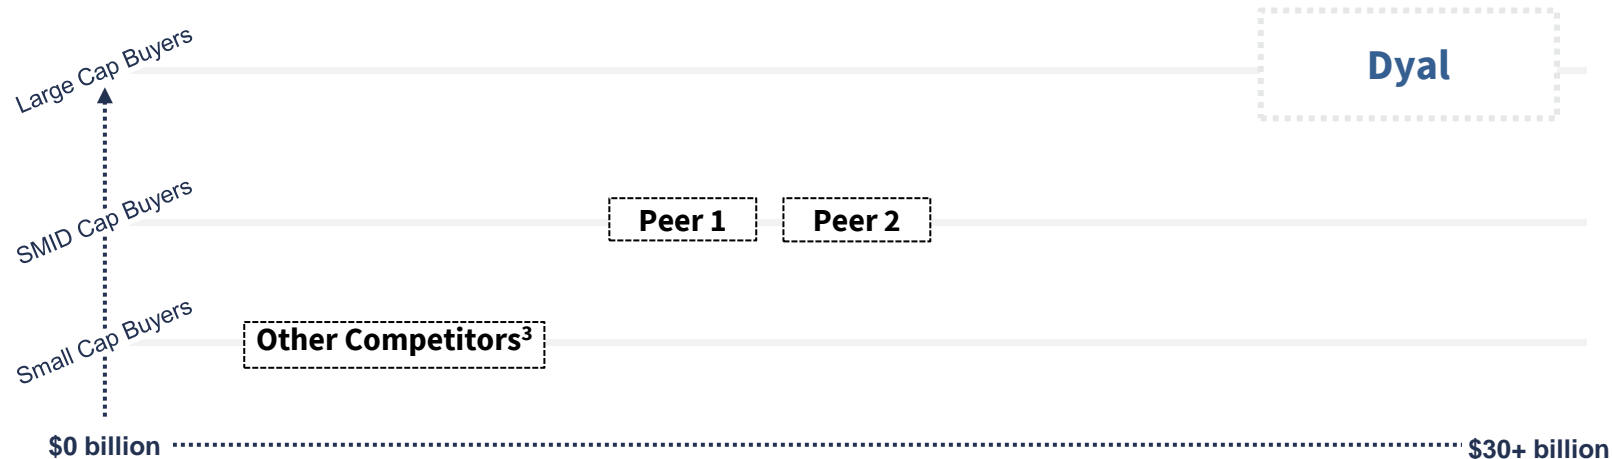 Large Cap Buyers
Dyal
SMID Cap Buyers
Peer 1
Peer 2
Small Cap Buyers
Other Competitors³
$0 billion
$30+ billion